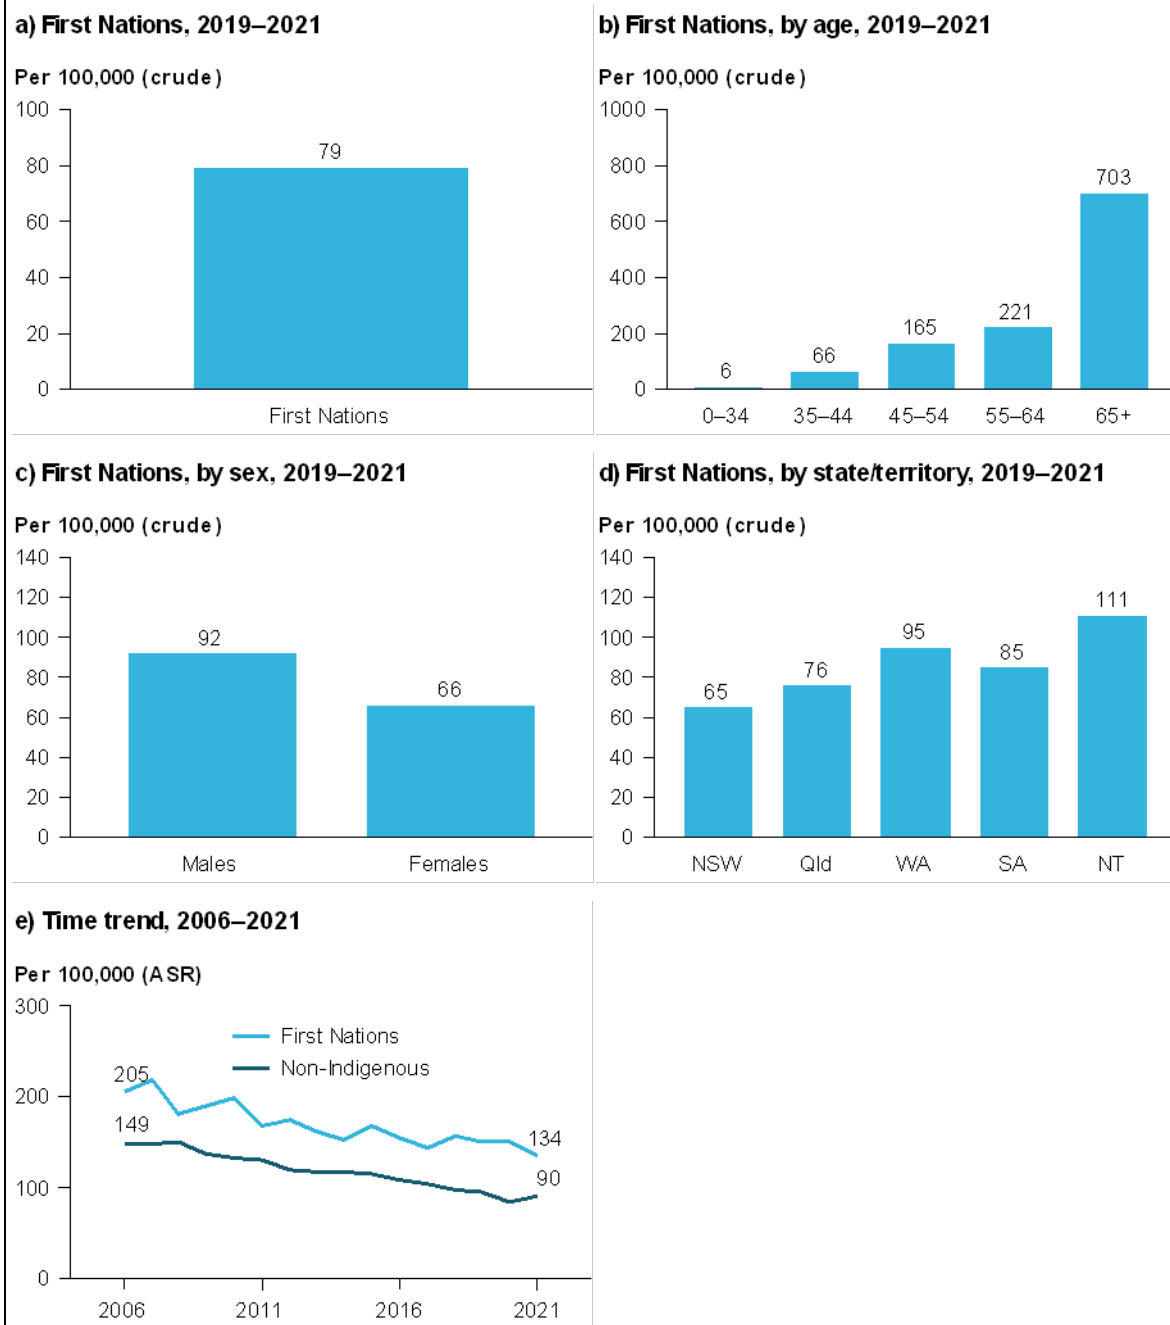 a) First Nations, 2019–2021
Per 100,000 (crude)
100
80
60
40
20
0
79
First Nations
b) First Nations, by age, 2019–2021
Per 100,000 (crude)
1000
800
600
400
200
0
6
66
165
221
703
0–34
35–44
45–54
55–64
65+
c) First Nations, by sex, 2019–2021
Per 100,000 (crude)
140
120
100
80
60
40
20
0
92
66
Males
Females
d) First Nations, by state/territory, 2019–2021
Per 100,000 (crude)
140
120
100
80
60
40
20
0
65
76
95
85
111
NSW
Qld
WA
SA
NT
e) Time trend, 2006–2021
Per 100,000 (ASR)
300
200
100
0
First Nations
Non-Indigenous
205
149
134
90
2006
2011
2016
2021